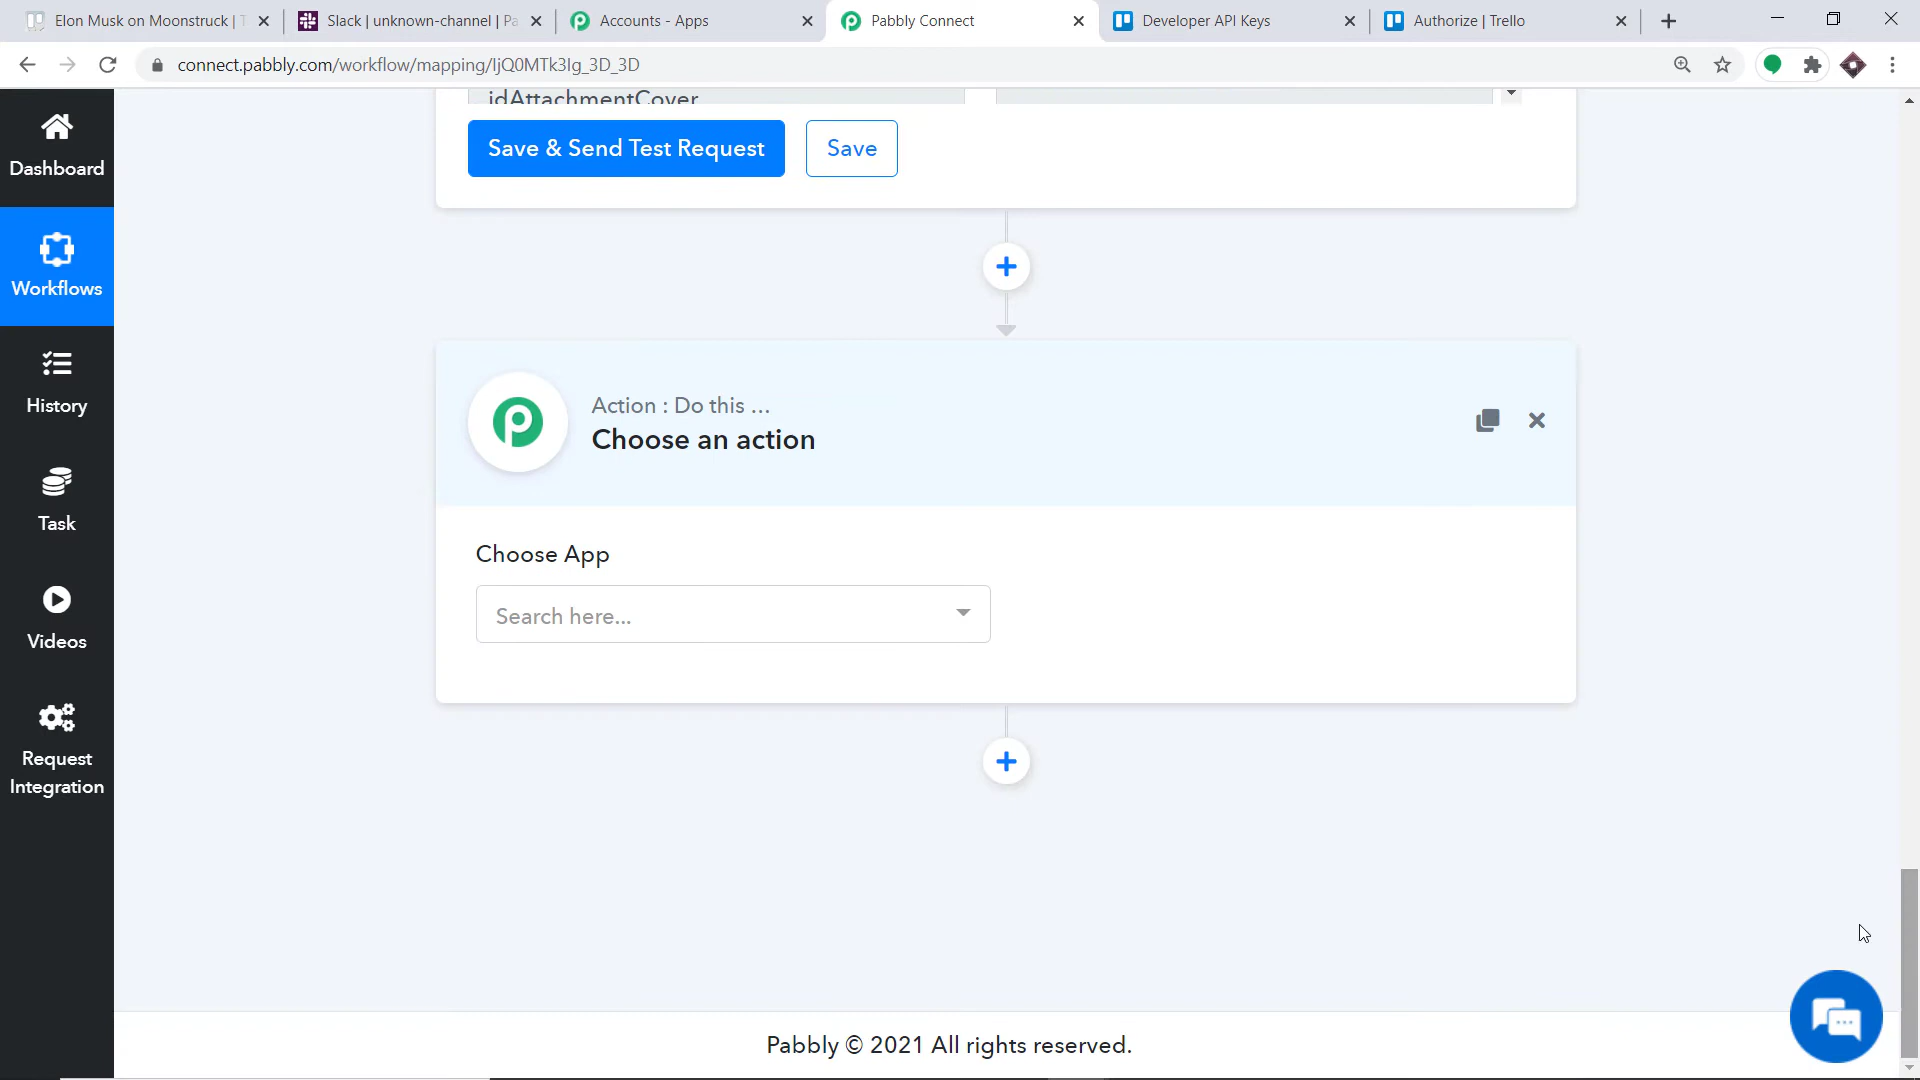 Elon Musk on Moonstruck | T
Slack | unknown-channel | Pa
Accounts - Apps
Pabbly Connect
Developer API Keys
Authorize | Trello
connect.pabbly.com/workflow/mapping/IjQ0MTk3Ig_3D_3D
Dashboard
Workflows
History
Task
Videos
Request
Integration
idAttachmentCover
Save & Send Test Request
Save
Action : Do this ...
Choose an action
Choose App
Search here...
Pabbly © 2021 All rights reserved.